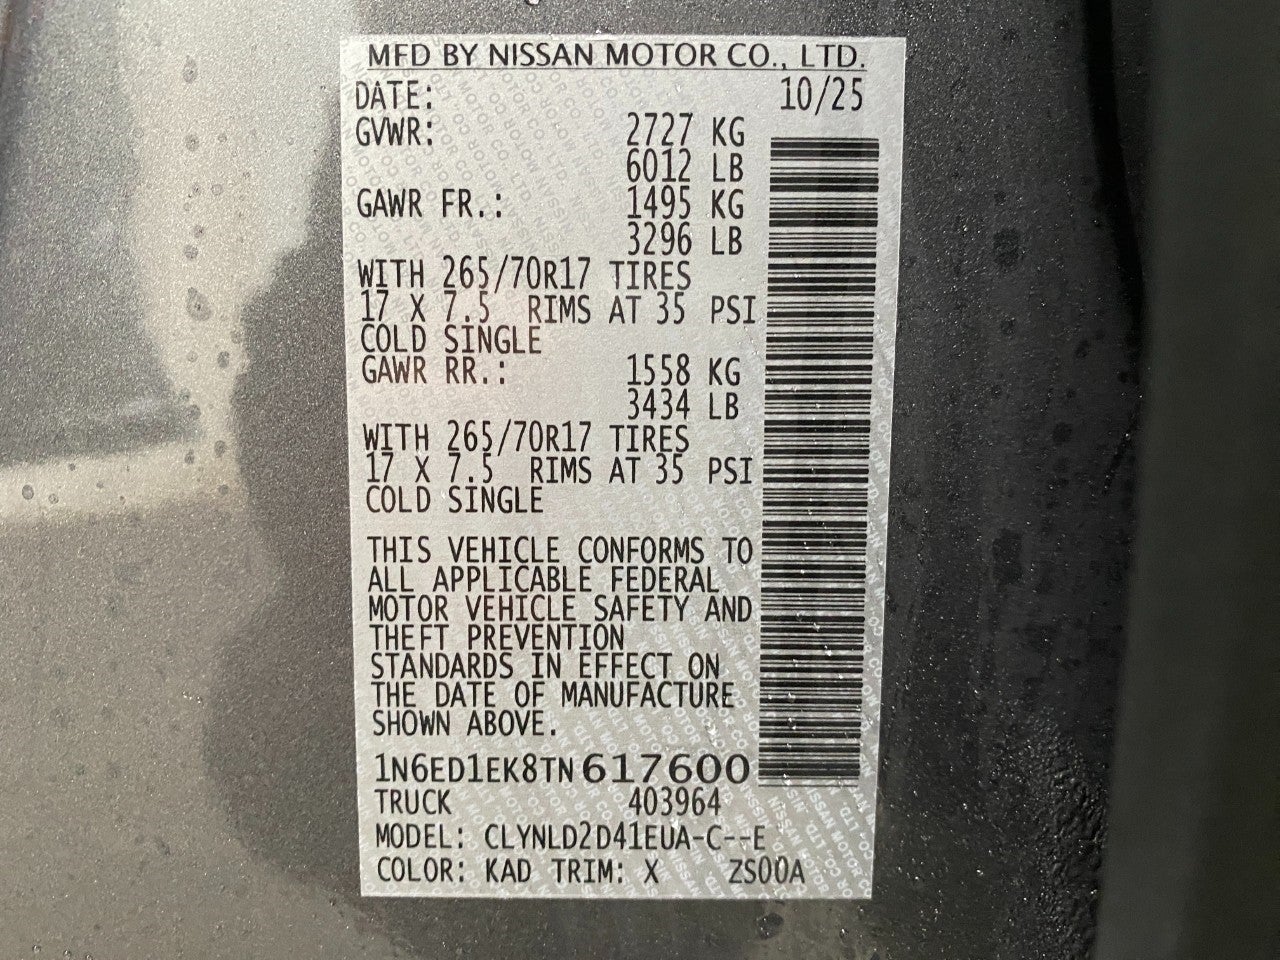 MFD BY NISSAN MOTOR CO., LTD.
DATE: 10/25
GVWR: 2727 KG
6012 LB
GAWR FR.: 1495 KG
3296 LB
WITH 265/70R17 TIRES
17 X 7.5 RIMS AT 35 PSI
COLD SINGLE
GAWR RR.: 1558 KG
3434 LB
WITH 265/70R17 TIRES
17 X 7.5 RIMS AT 35 PSI
COLD SINGLE
THIS VEHICLE CONFORMS TO
ALL APPLICABLE FEDERAL
MOTOR VEHICLE SAFETY AND
THEFT PREVENTION
STANDARDS IN EFFECT ON
THE DATE OF MANUFACTURE
SHOWN ABOVE.
1N6ED1EK8TN617600
TRUCK 403964
MODEL: CLYNLD2D41EUA-C--E
COLOR: KAD TRIM: X ZS00A